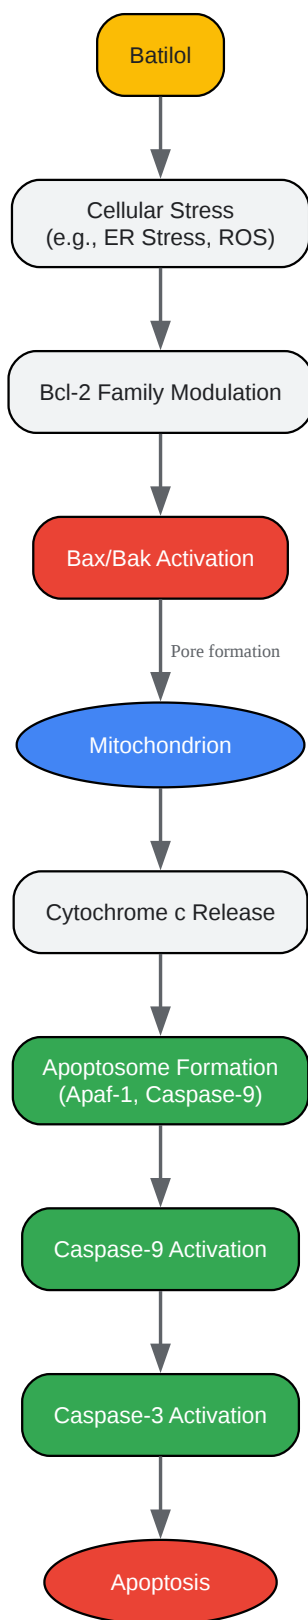 Batilol
Cellular Stress
(e.g., ER Stress, ROS)
Bcl-2 Family Modulation
Bax/Bak Activation
Pore formation
Mitochondrion
Cytochrome c Release
Apoptosome Formation
(Apaf-1, Caspase-9)
Caspase-9 Activation
Caspase-3 Activation
Apoptosis